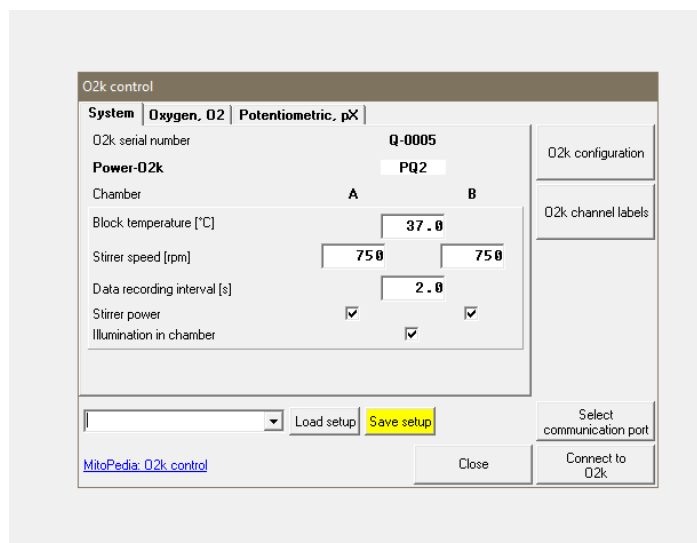 O2k control
System Oxygen, O2 Potentiometric, pX
O2k serial number Q-0005
Power-O2k PQ2
Chamber A B
Block temperature [°C] 37.0
Stirrer speed [rpm] 750 750
Data recording interval [s] 2.0
Stirrer power
Illumination in chamber
O2k configuration
O2k channel labels
Load setup Save setup
Select
communication port
MitoPedia: O2k control Close
Connect to
O2k